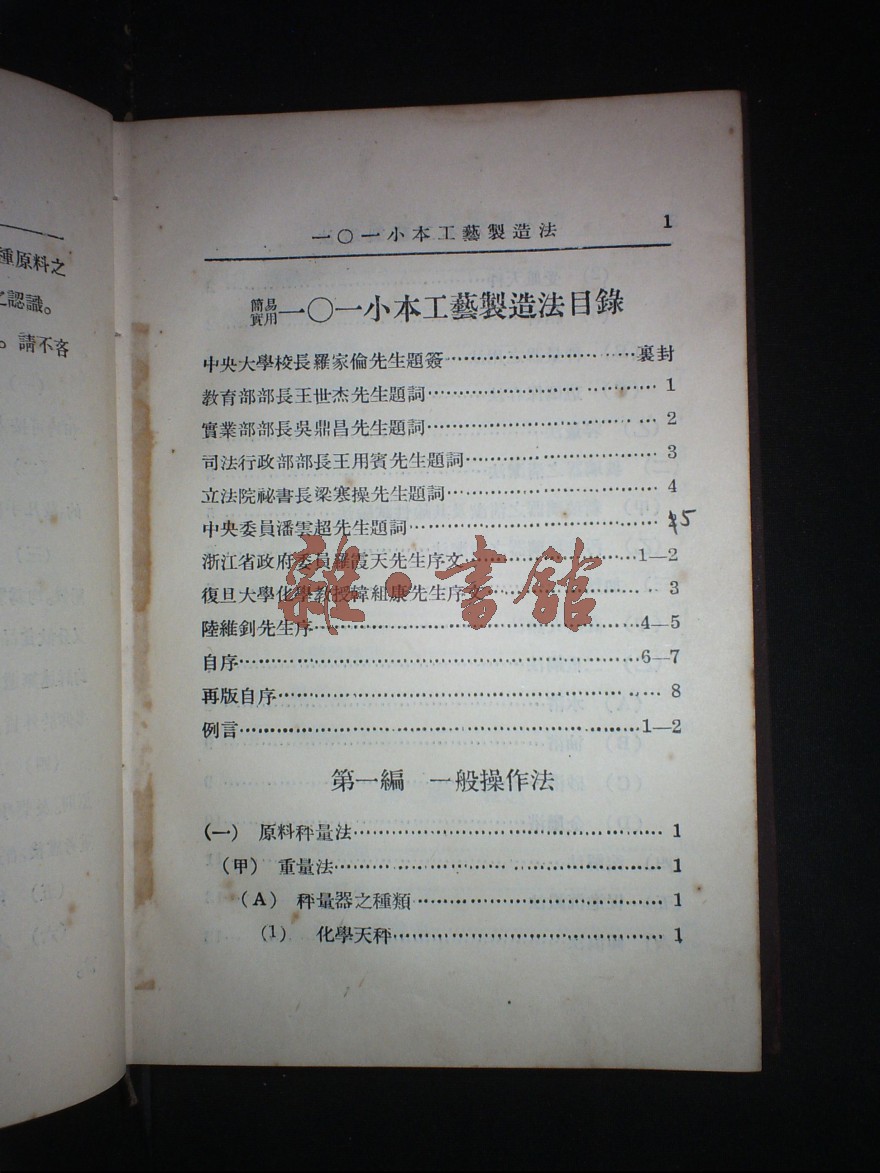 種原料之
之認識。
。請不客
一〇一小本工藝製造法 1
簡易實用一〇一小本工藝製造法目錄
中央大學校長羅家倫先生題簽……裏封
教育部部長王世杰先生題詞……1
實業部部長吳鼎昌先生題詞……2
司法行政部部長王用賓先生題詞……3
立法院祕書長梁寒操先生題詞……4
中央委員潘雲超先生題詞……5
浙江省政府委員羅霞天先生序文……1—2
復旦大學化學教授韓組康先生序文……3
陸維釗先生序……4—5
自序……6—7
再版自序……8
例言……1—2
雜·書館
第一編 一般操作法
(一) 原料秤量法……1
(甲) 重量法……1
(A) 秤量器之種類……1
(1) 化學天秤……1